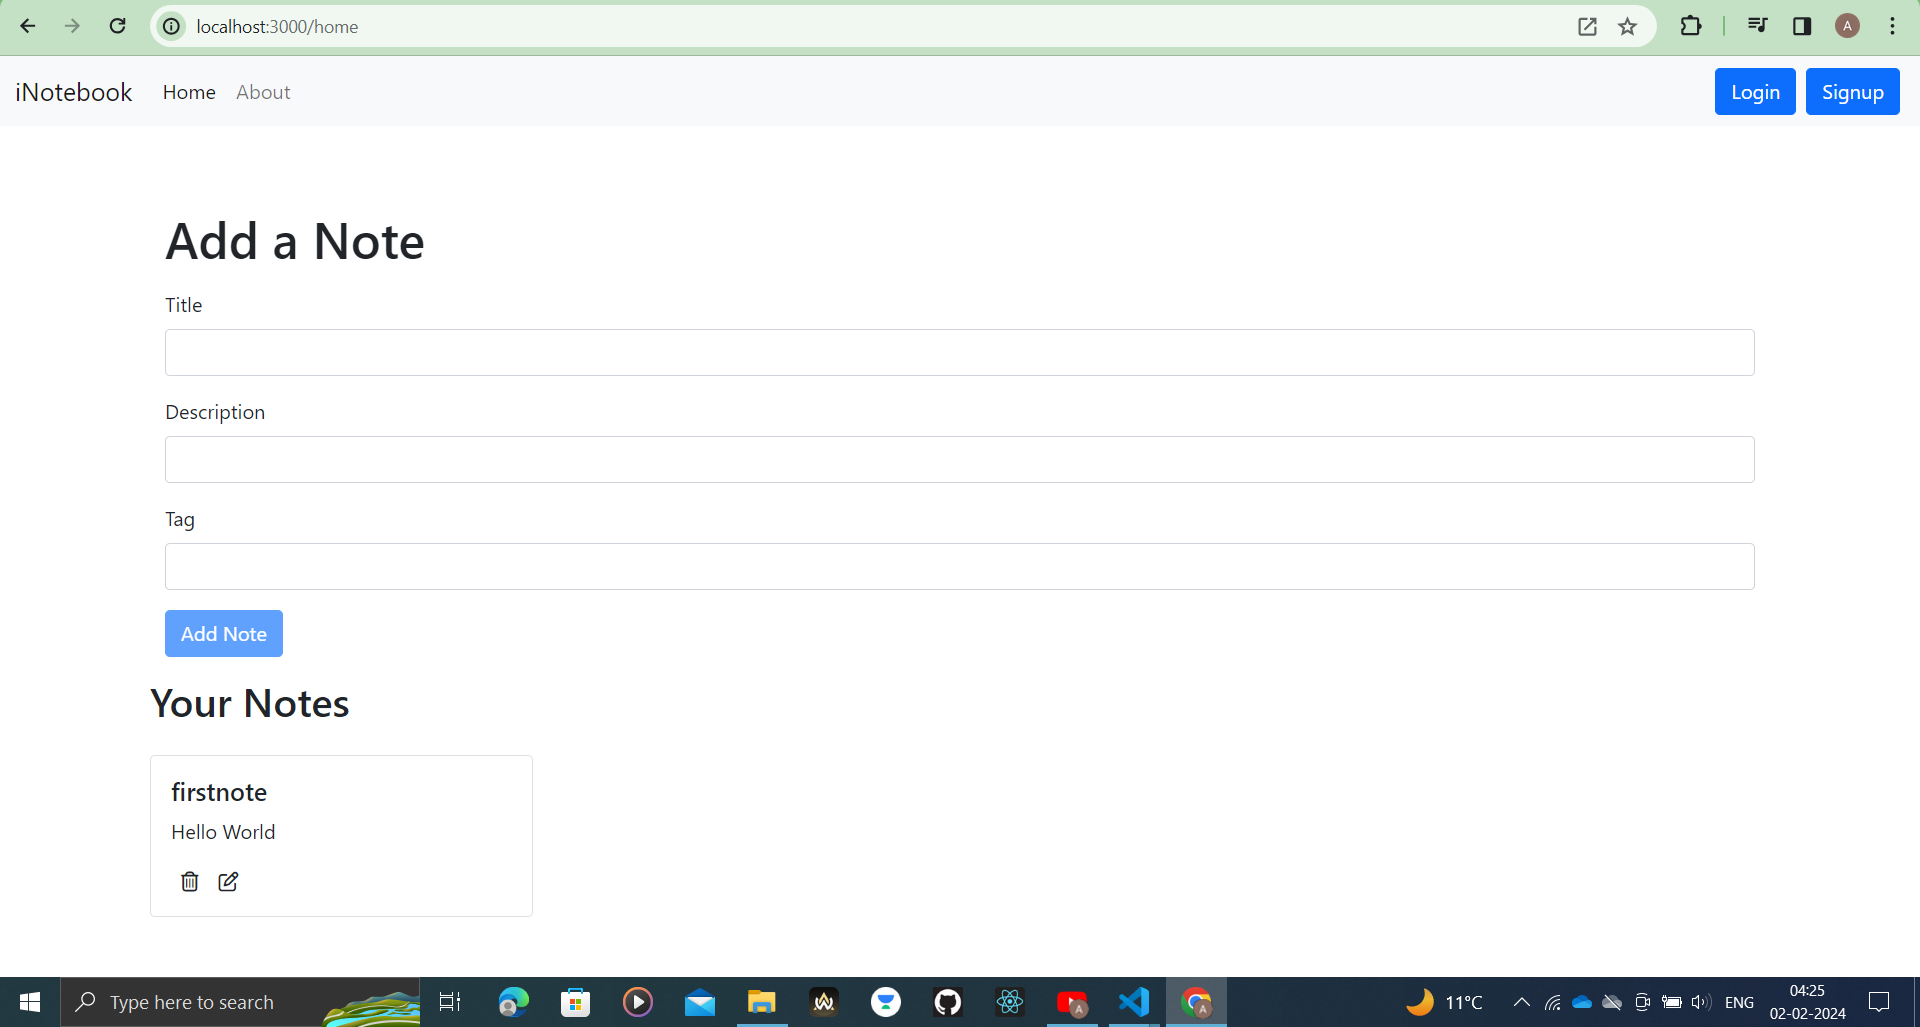 localhost:3000/home
A
iNotebook Home About Login Signup
Add a Note
Title
Description
Tag
Add Note
Your Notes
firstnote
Hello World
Type here to search
A
A
11°C
ENG
04:25
02-02-2024